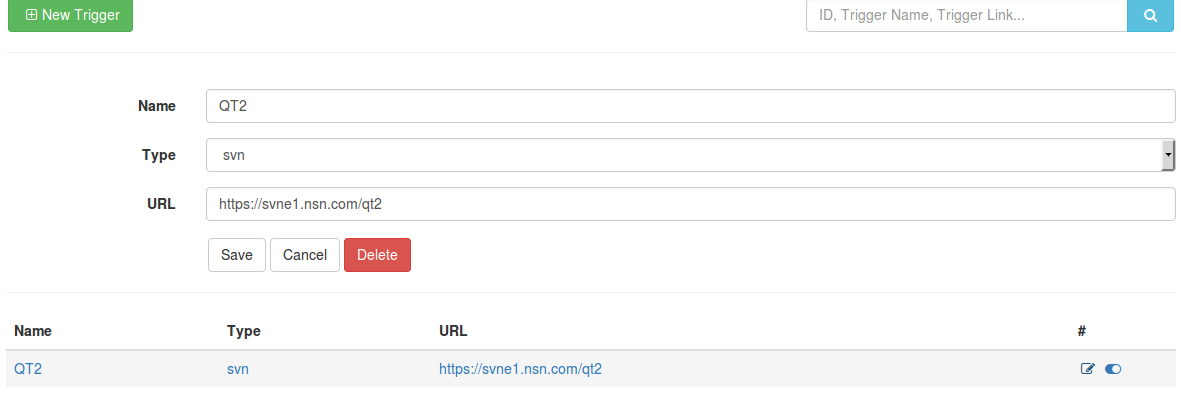 New Trigger
ID, Trigger Name, Trigger Link...
Name QT2
Type svn
URL https://svne1.nsn.com/qt2
Save Cancel Delete
Name Type URL #
QT2 svn https://svne1.nsn.com/qt2